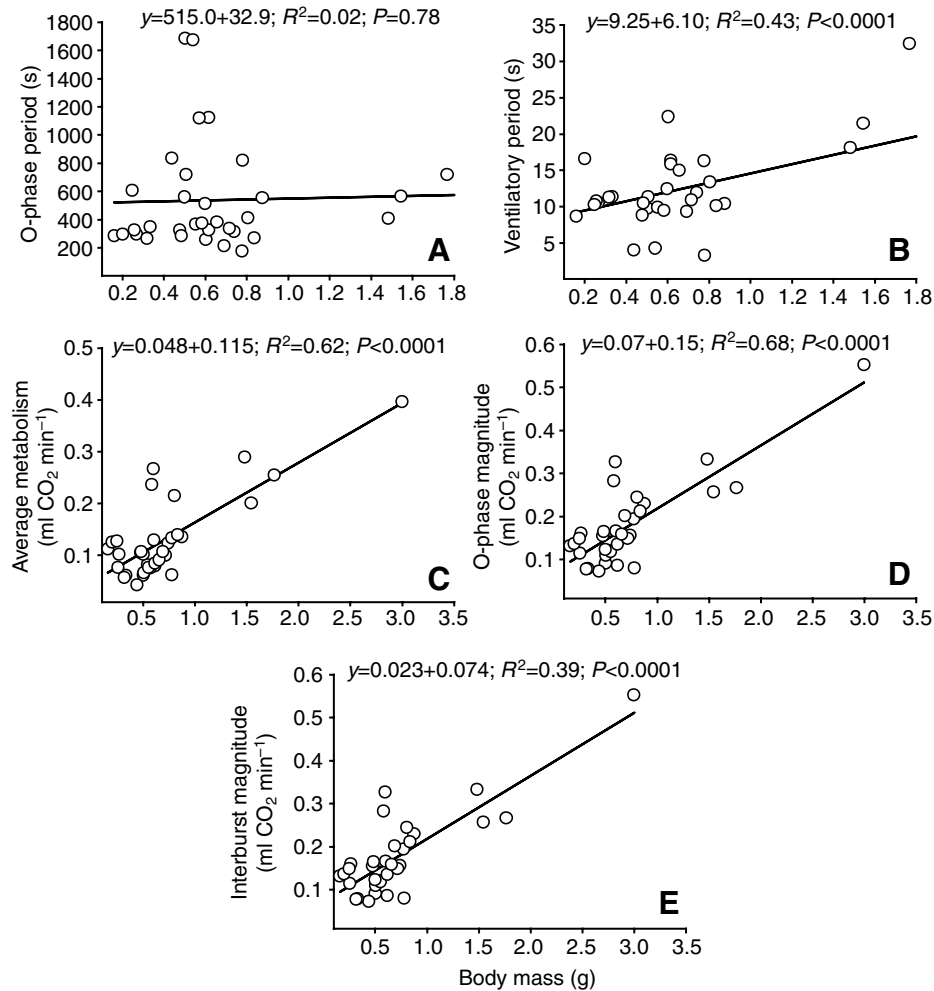 y=515.0+32.9; R²=0.02; P=0.78
1800
1600
1400
1200
1000
800
600
400
200
O-phase period (s)
A
0.2 0.4 0.6 0.8 1.0 1.2 1.4 1.6 1.8
y=9.25+6.10; R²=0.43; P<0.0001
35
30
25
20
15
10
5
Ventilatory period (s)
B
0.2 0.4 0.6 0.8 1.0 1.2 1.4 1.6 1.8
y=0.048+0.115; R²=0.62; P<0.0001
0.5
0.4
0.3
0.2
0.1
Average metabolism
(ml CO₂ min⁻¹)
C
0.5 1.0 1.5 2.0 2.5 3.0 3.5
y=0.07+0.15; R²=0.68; P<0.0001
0.6
0.5
0.4
0.3
0.2
0.1
O-phase magnitude
(ml CO₂ min⁻¹)
D
0.5 1.0 1.5 2.0 2.5 3.0 3.5
y=0.023+0.074; R²=0.39; P<0.0001
0.6
0.5
0.4
0.3
0.2
0.1
Interburst magnitude
(ml CO₂ min⁻¹)
E
0.5 1.0 1.5 2.0 2.5 3.0 3.5
Body mass (g)